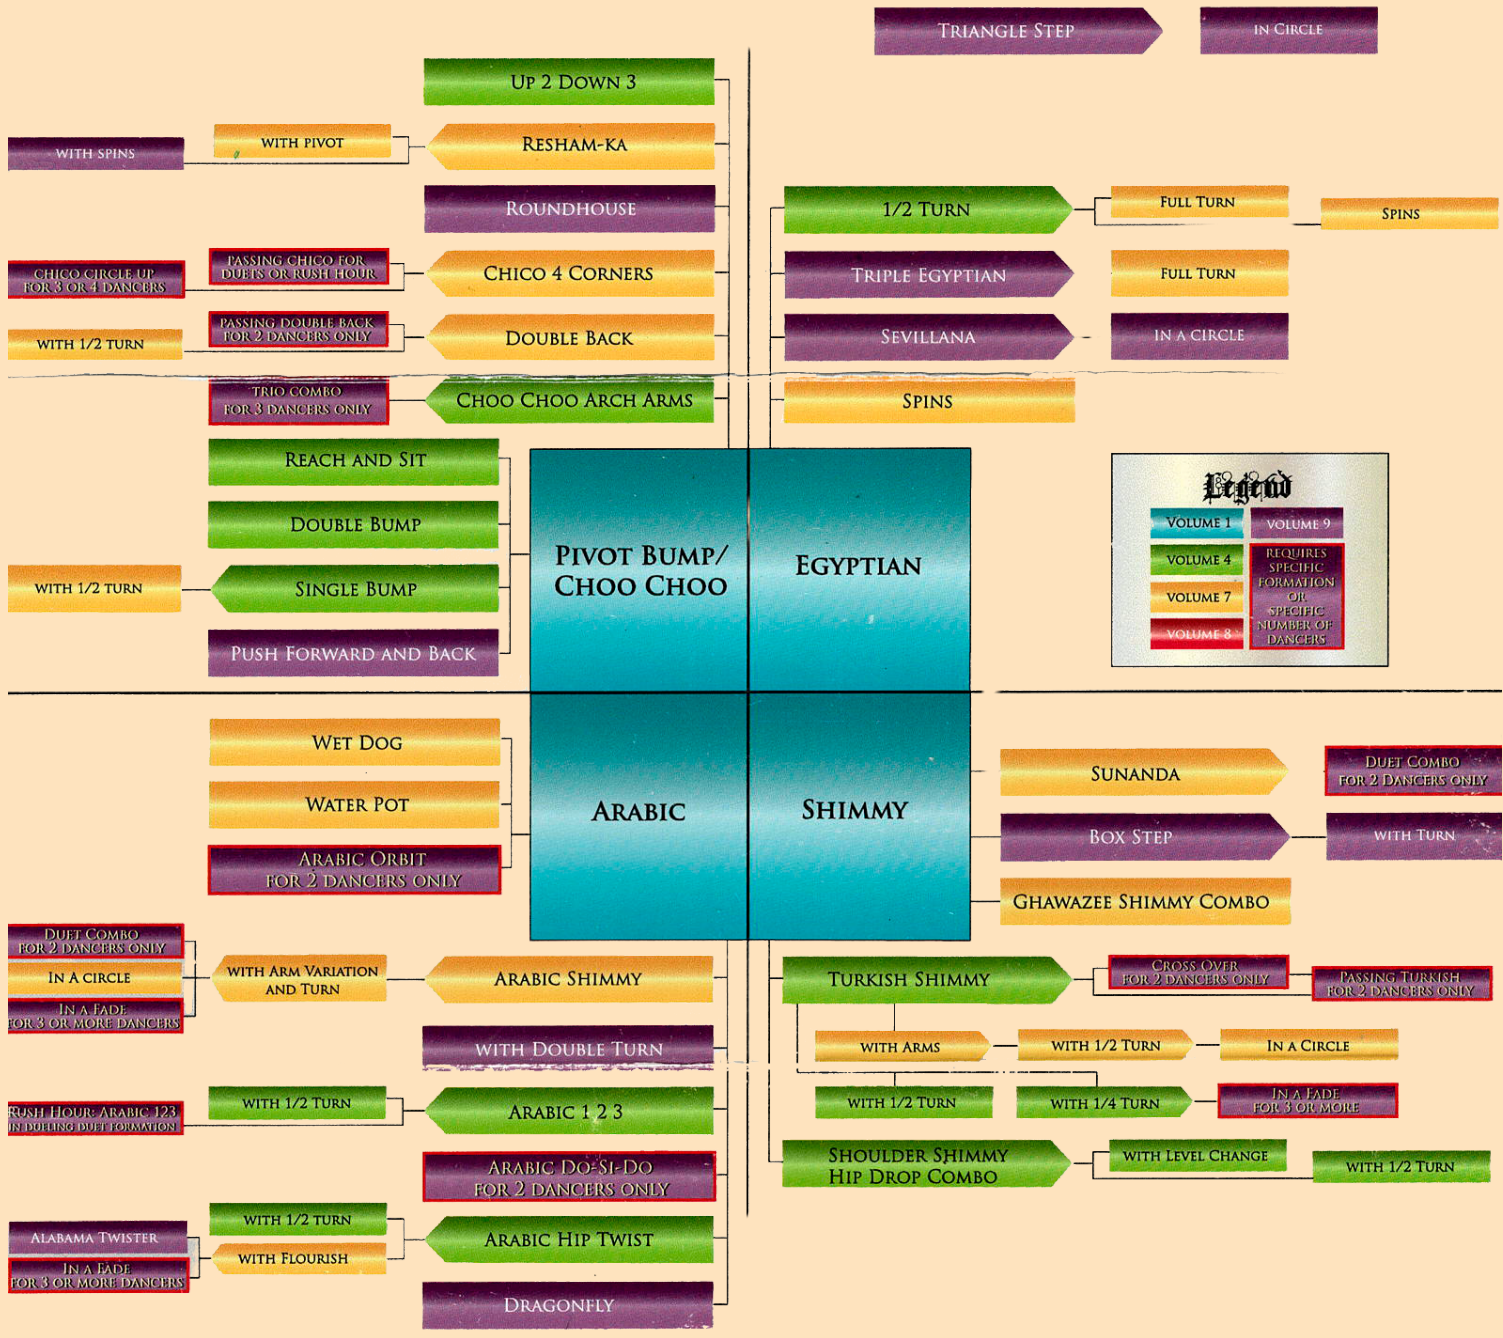 Triangle Step
in Circle
Up 2 Down 3
Resham-ka
with pivot
with spins
Roundhouse
Chico 4 Corners
Passing Chico for
Duets or Rush Hour
Chico Circle Up
for 3 or 4 dancers
Double Back
Passing Double Back
for 2 dancers only
with 1/2 turn
Choo Choo Arch Arms
Trio Combo
for 3 dancers only
Reach and Sit
Double Bump
Single Bump
with 1/2 turn
Push Forward and Back
1/2 Turn
Full Turn
Spins
Triple Egyptian
Full Turn
Sevillana
in a circle
Spins
Pivot Bump/
Choo Choo
Egyptian
Legend
Volume 1
Volume 9
Volume 4
Volume 7
Volume 8
Requires
Specific
Formation
or
Specific
Number of
Dancers
Arabic
Shimmy
Wet Dog
Water Pot
Arabic Orbit
for 2 dancers only
Arabic Shimmy
with Arm Variation
and Turn
Duet Combo
for 2 dancers only
In a circle
In a Fade
for 3 or more dancers
with Double Turn
Arabic 1 2 3
with 1/2 Turn
Rush Hour: Arabic 123
in dueling duet formation
Arabic Do-Si-Do
for 2 dancers only
Arabic Hip Twist
with 1/2 turn
with Flourish
Alabama Twister
In a Fade
for 3 or more dancers
Dragonfly
Sunanda
Duet Combo
for 2 Dancers only
Box Step
with Turn
Ghawazee Shimmy Combo
Turkish Shimmy
Cross Over
for 2 dancers only
Passing Turkish
for 2 dancers only
with Arms
with 1/2 Turn
In a Circle
with 1/2 Turn
with 1/4 Turn
In a Fade
for 3 or more
Shoulder Shimmy
Hip Drop Combo
with Level Change
with 1/2 Turn